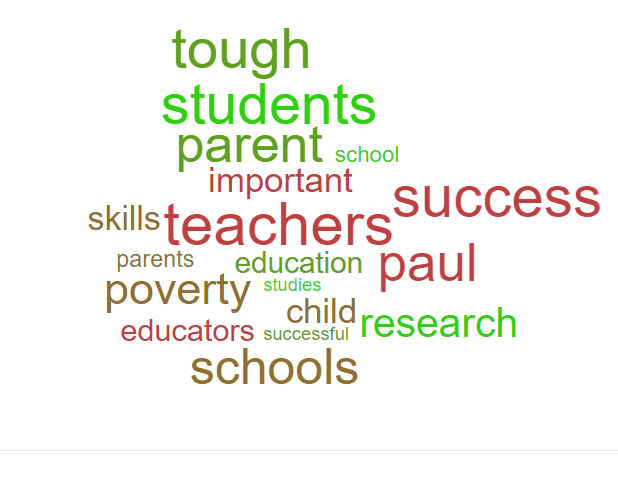 tough
students
parent school
important
skills teachers success
parents education paul
poverty studies
child
educators successful research
schools